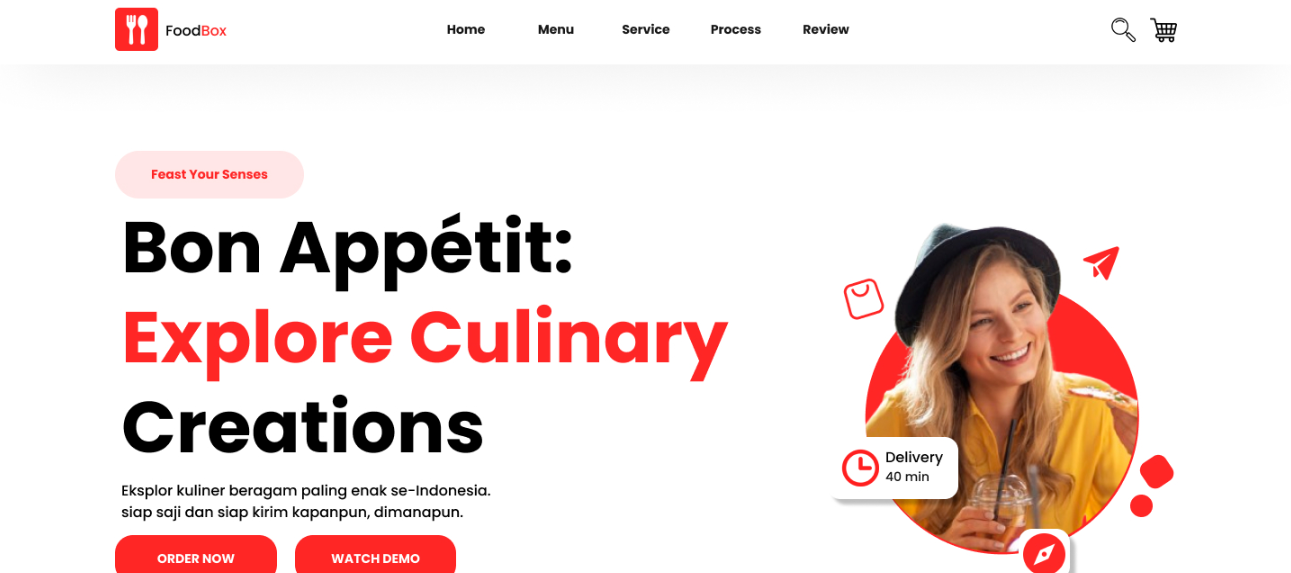 FoodBox
Home
Menu
Service
Process
Review
Feast Your Senses
Bon Appétit:
Explore Culinary
Creations
Eksplor kuliner beragam paling enak se-Indonesia.
siap saji dan siap kirim kapanpun, dimanapun.
ORDER NOW
WATCH DEMO
Delivery
40 min